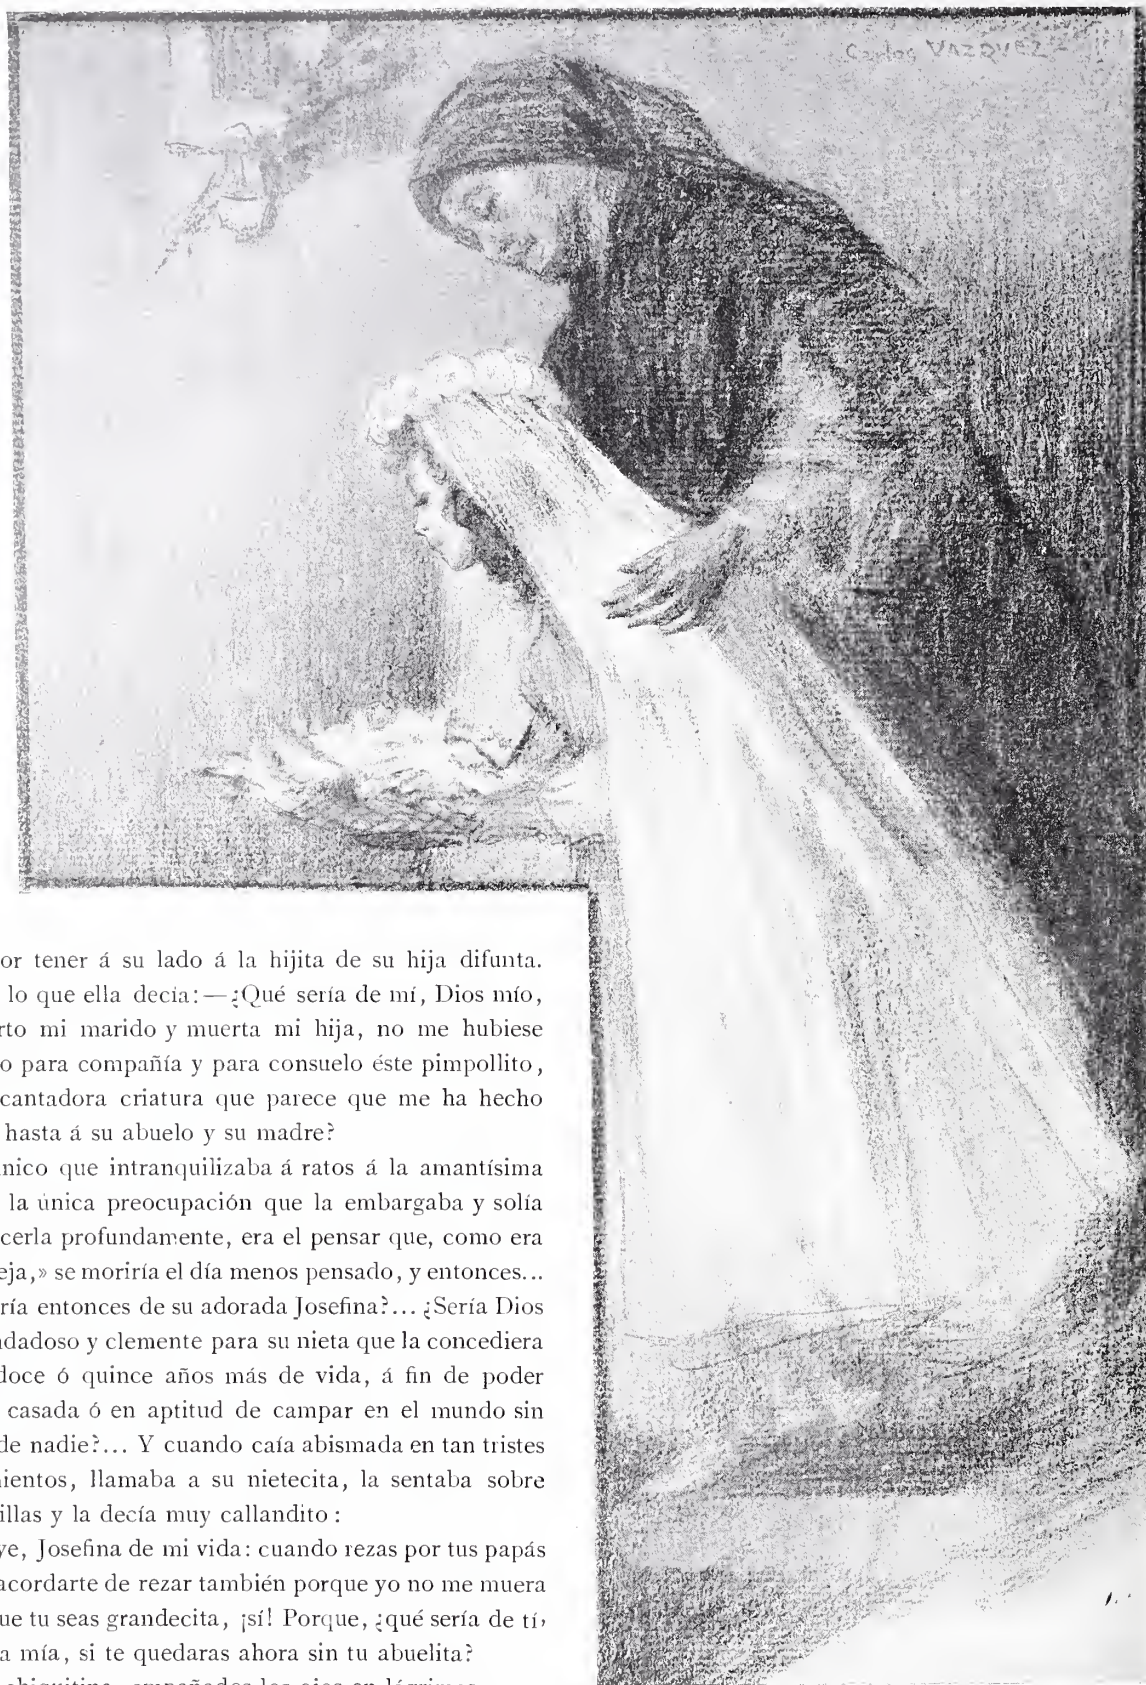 Carlos VAZQUEZ
or tener á su lado á la hijita de su hija difunta.
lo que ella decia:—¿Qué sería de mí, Dios mío,
rto mi marido y muerta mi hija, no me hubiese
o para compañía y para consuelo éste pimpollito,
cantadora criatura que parece que me ha hecho
hasta á su abuelo y su madre?
nico que intranquilizaba á ratos á la amantísima
la única preocupación que la embargaba y solía
cerla profundamente, era el pensar que, como era
eja,» se moriría el día menos pensado, y entonces...
ría entonces de su adorada Josefina?... ¿Sería Dios
dadoso y clemente para su nieta que la concediera
doce ó quince años más de vida, á fin de poder
casada ó en aptitud de campar en el mundo sin
de nadie?... Y cuando caía abismada en tan tristes
ientos, llamaba a su nietecita, la sentaba sobre
illas y la decía muy callandito:
ye, Josefina de mi vida: cuando rezas por tus papás
acordarte de rezar también porque yo no me muera
ue tu seas grandecita, ¡sí! Porque, ¿qué sería de tí,
a mía, si te quedaras ahora sin tu abuelita?